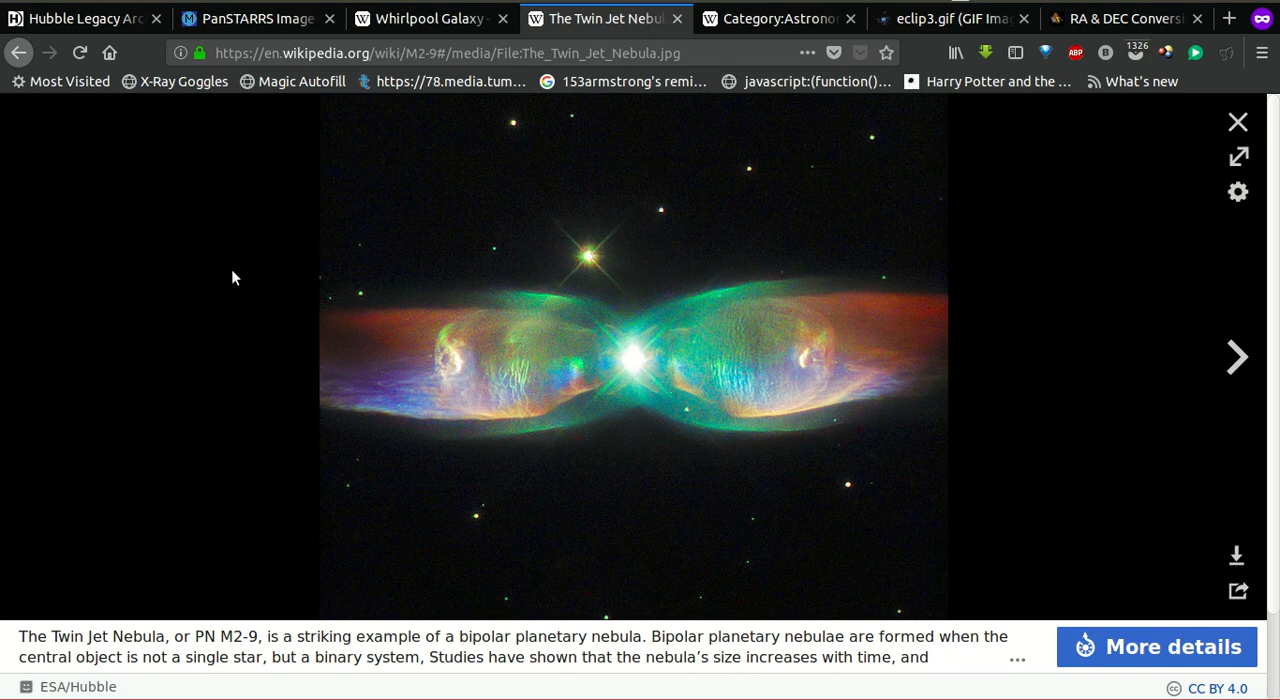 Hubble Legacy Arc
PanSTARRS Image
Whirlpool Galaxy -
The Twin Jet Nebul
Category:Astrono
eclip3.gif (GIF Ima
RA & DEC Conversi
https://en.wikipedia.org/wiki/M2-9#/media/File:The_Twin_Jet_Nebula.jpg
ABP
B
1326
Most Visited
X-Ray Goggles
Magic Autofill
https://78.media.tum...
153armstrong's remi...
javascript:(function()...
Harry Potter and the ...
What's new
The Twin Jet Nebula, or PN M2-9, is a striking example of a bipolar planetary nebula. Bipolar planetary nebulae are formed when the
central object is not a single star, but a binary system, Studies have shown that the nebula's size increases with time, and
...
More details
ESA/Hubble
CC BY 4.0